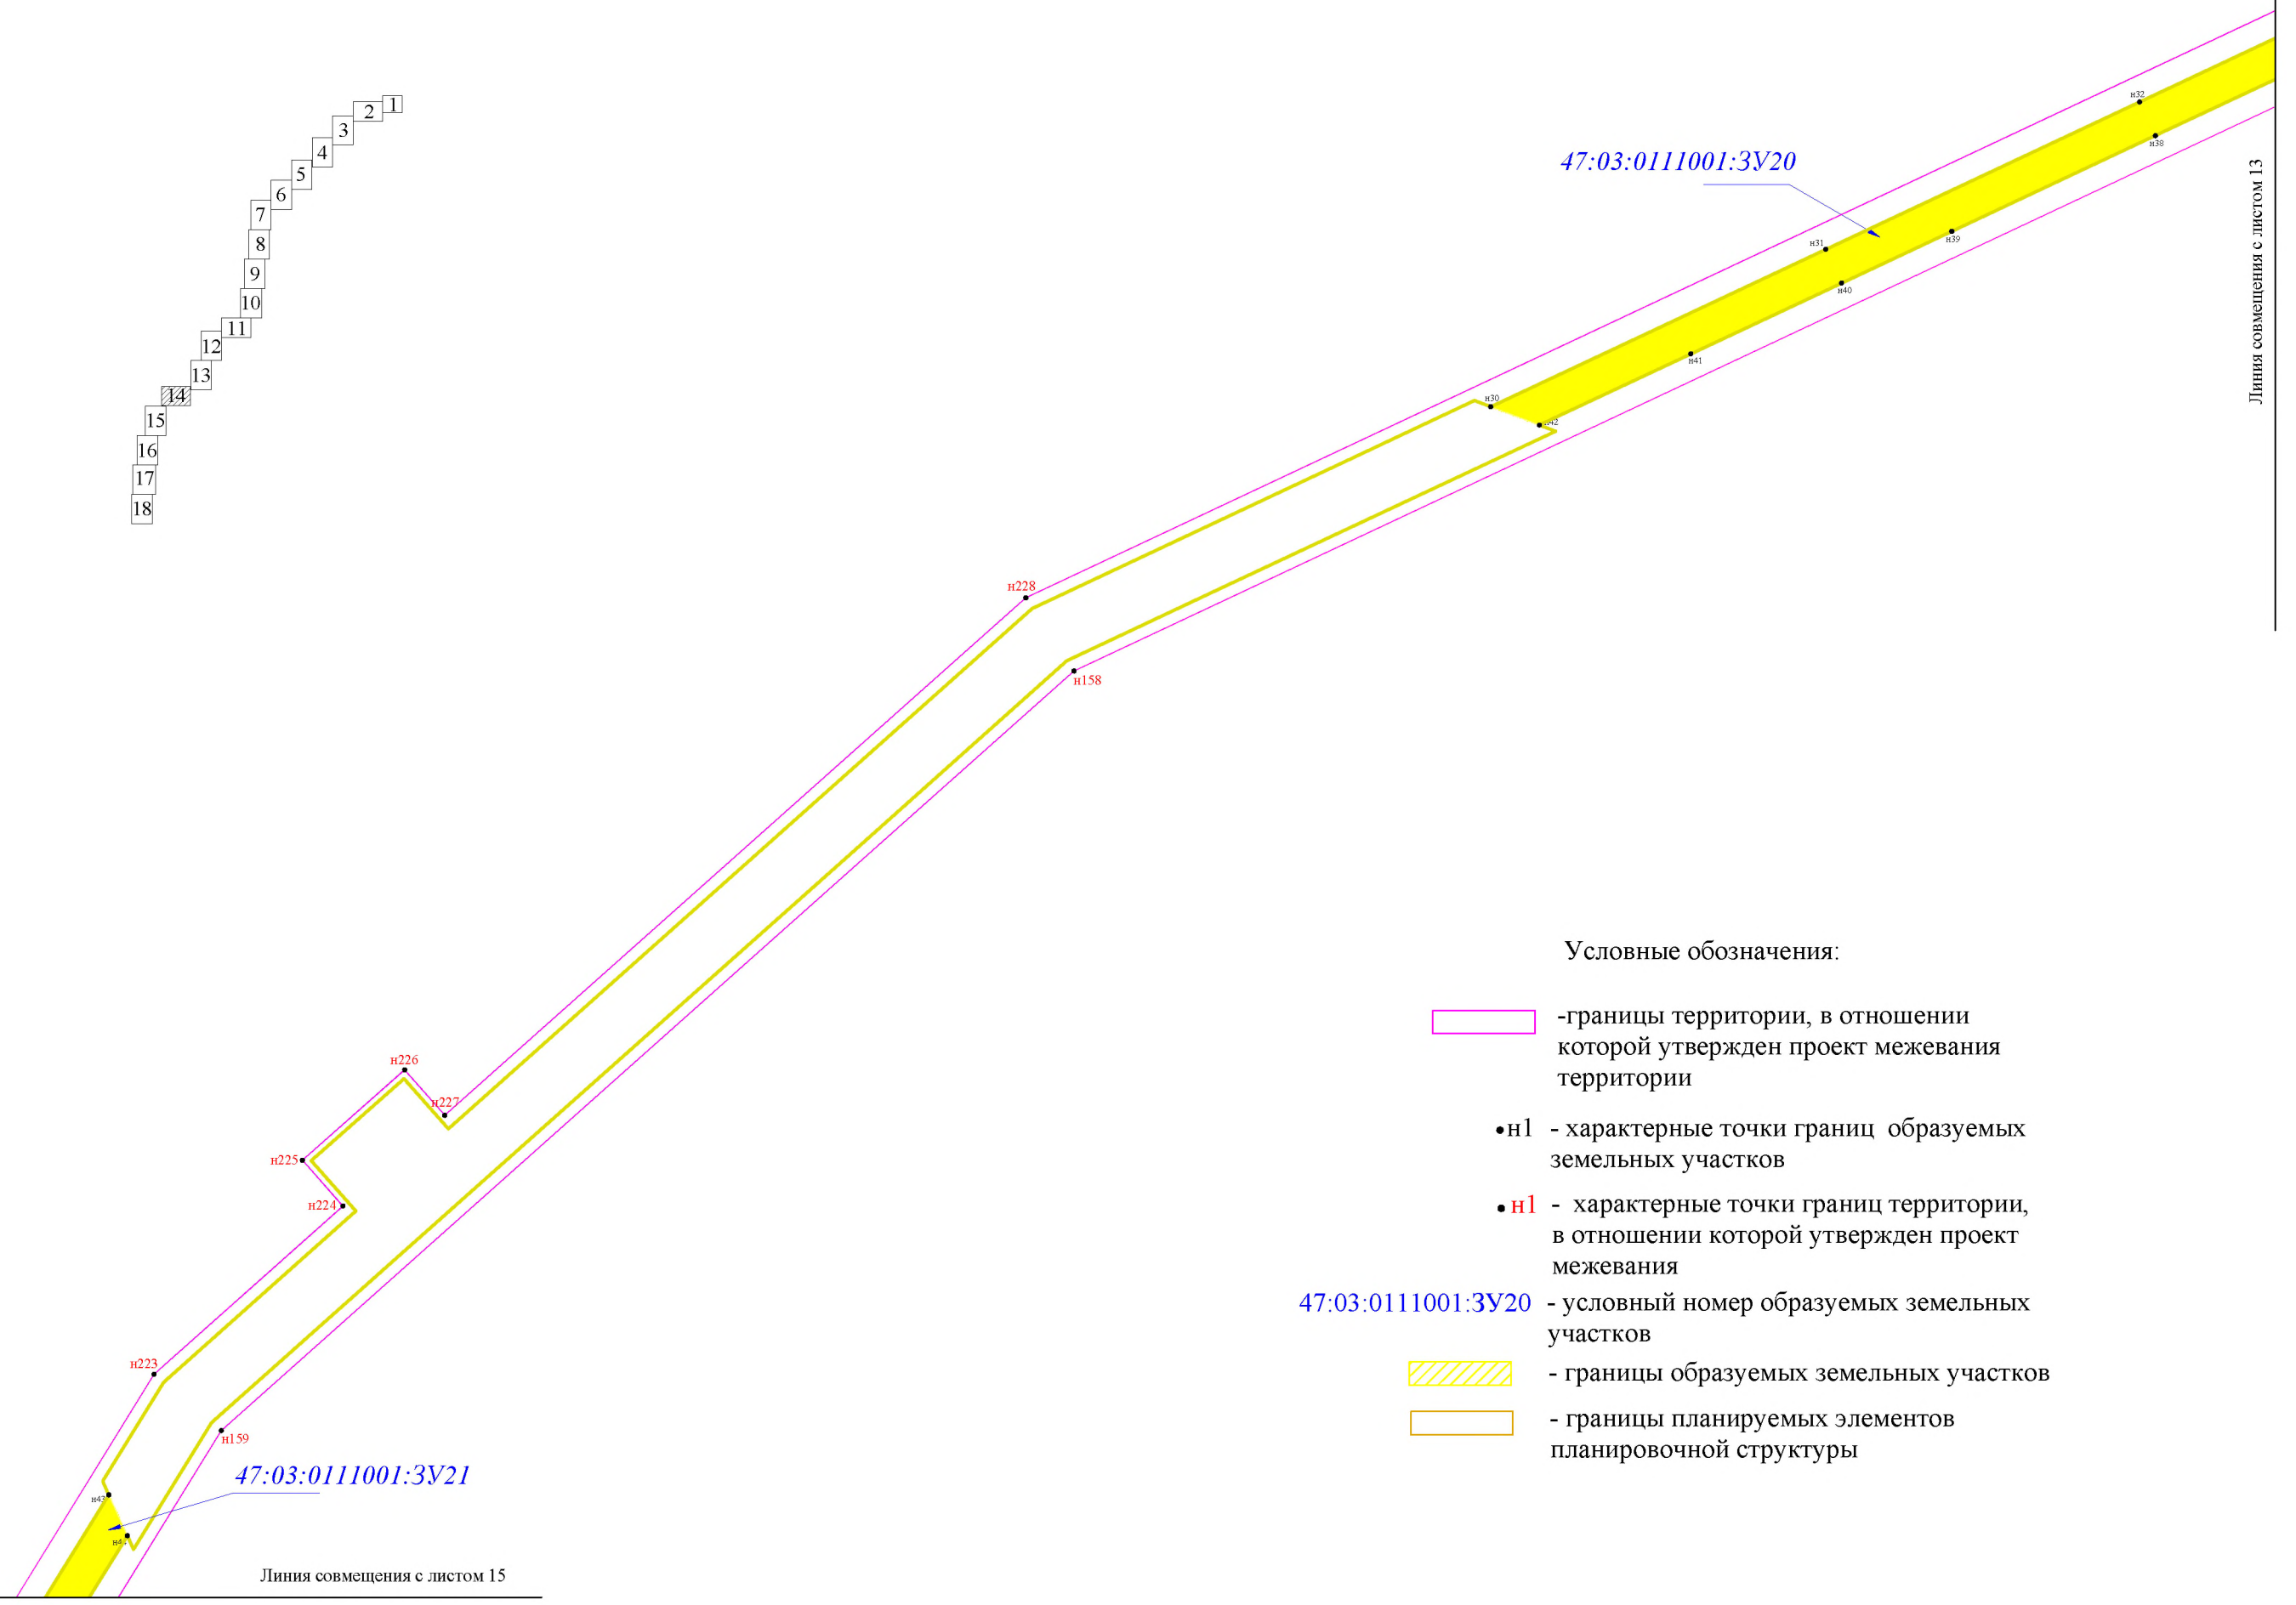 1
2
3
4
5
6
7
8
9
10
11
12
13
14
15
16
17
18
н32
н38
47:03:0111001:ЗУ20
Линия совмещения с листом 13
н31
н39
н40
н41
н30
н42
н228
н158
н226
н227
н225
н224
н223
н159
47:03:0111001:ЗУ21
н43
Линия совмещения с листом 15
Условные обозначения:
-границы территории, в отношении
которой утвержден проект межевания
территории
н1 - характерные точки границ образуемых
земельных участков
н1 - характерные точки границ территории,
в отношении которой утвержден проект
межевания
47:03:0111001:ЗУ20 - условный номер образуемых земельных
участков
- границы образуемых земельных участков
- границы планируемых элементов
планировочной структуры